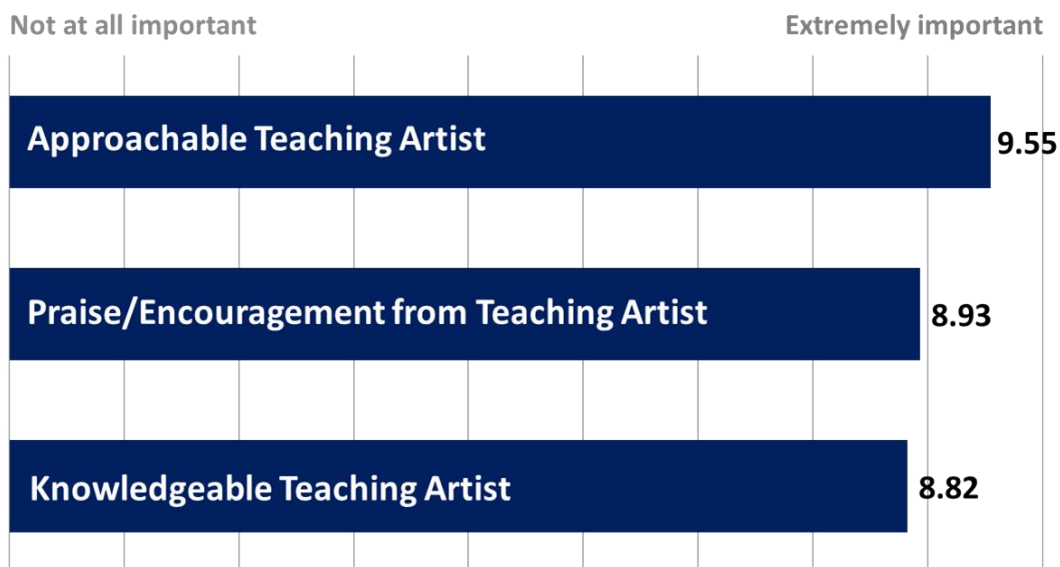 Not at all important Extremely important
Approachable Teaching Artist 9.55
Praise/Encouragement from Teaching Artist 8.93
Knowledgeable Teaching Artist 8.82